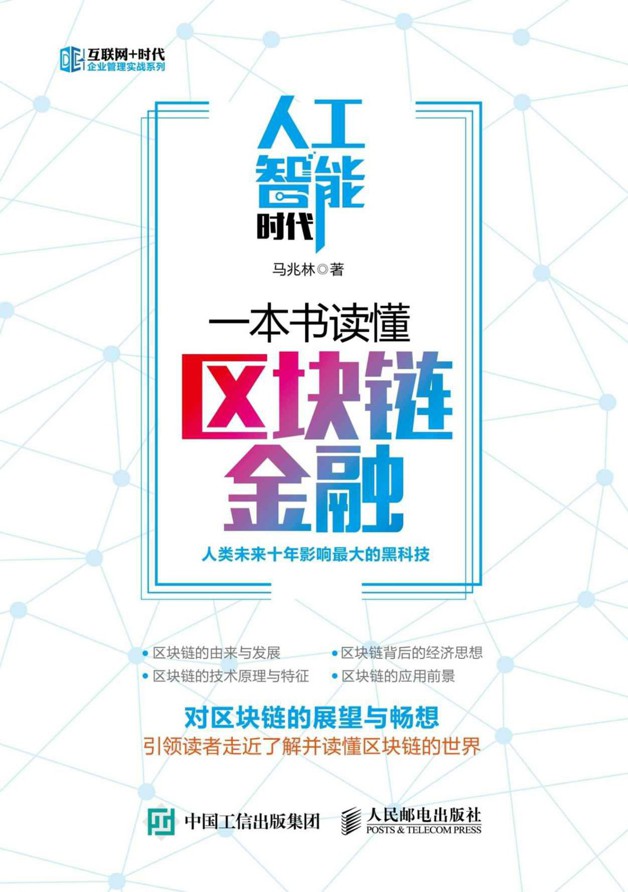 互联网+时代
企业管理实战系列
人工
智能
时代
马兆林◎著
一本书读懂
区块链
金融
人类未来十年影响最大的黑科技
• 区块链的由来与发展
• 区块链背后的经济思想
• 区块链的技术原理与特征
• 区块链的应用前景
对区块链的展望与畅想
引领读者走近了解并读懂区块链的世界
中国工信出版集团
人民邮电出版社
POSTS & TELECOM PRESS